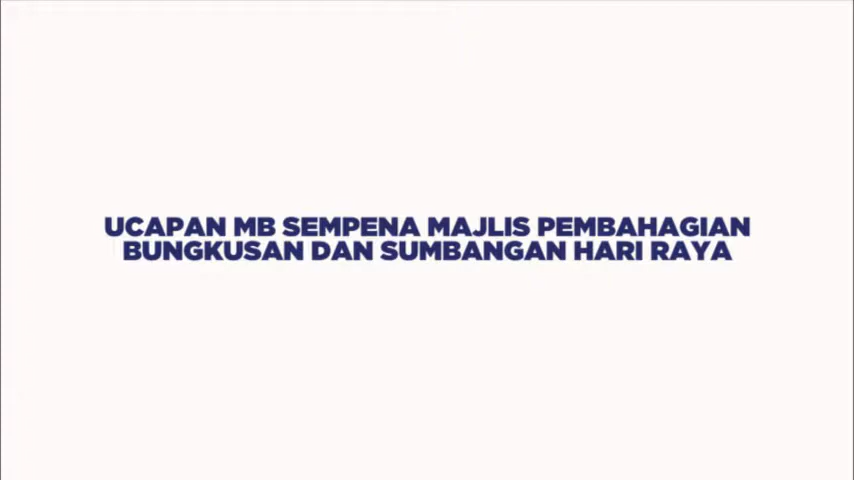 UCAPAN MB SEMPENA MAJLIS PEMBAHAGIAN
BUNGKUSAN DAN SUMBANGAN HARI RAYA